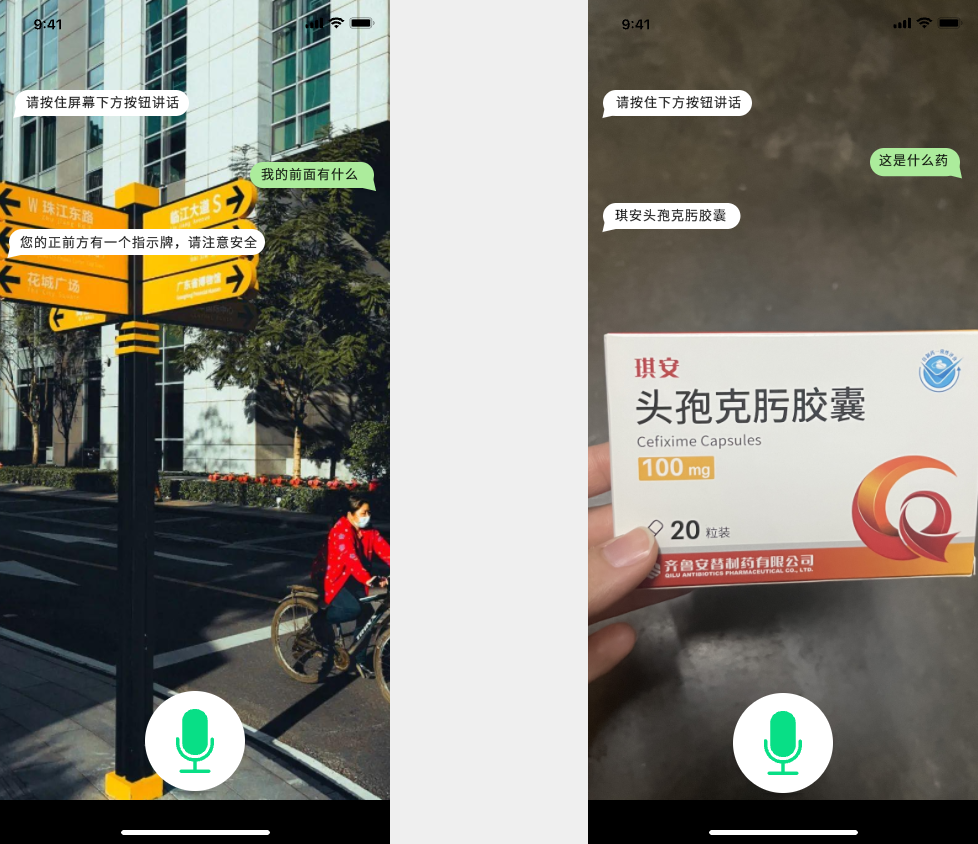 9:41
请按住屏幕下方按钮讲话
我的前面有什么
W 珠江东路
临江大道 S
您的正前方有一个指示牌，请注意安全
花城广场
广东省博物馆
9:41
请按住下方按钮讲话
这是什么药
琪安头孢克肟胶囊
琪安
头孢克肟胶囊
Cefixime Capsules
100 mg
20 粒装
齐鲁安替制药有限公司
QILU ANTIBIOTICS PHARMACEUTICAL CO., LTD.